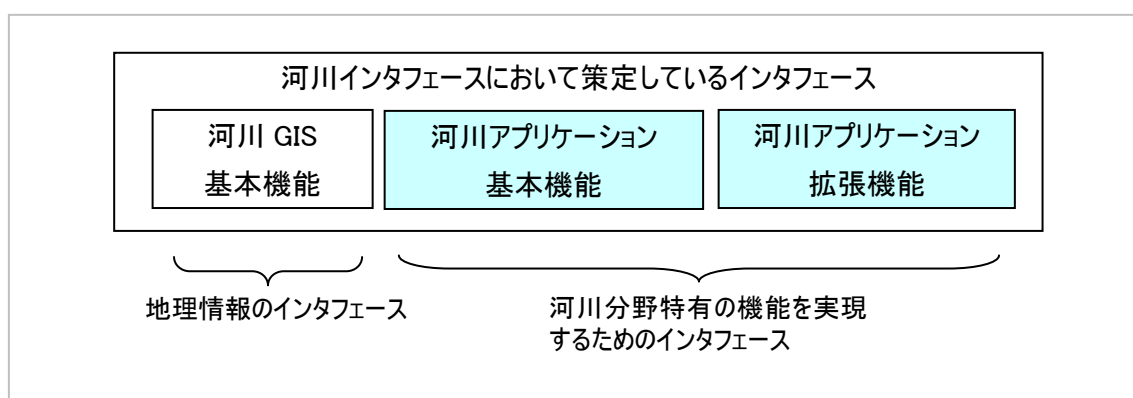 河川インタフェースにおいて策定しているインタフェース
河川 GIS
基本機能
河川アプリケーション
基本機能
河川アプリケーション
拡張機能
地理情報のインタフェース
河川分野特有の機能を実現
するためのインタフェース